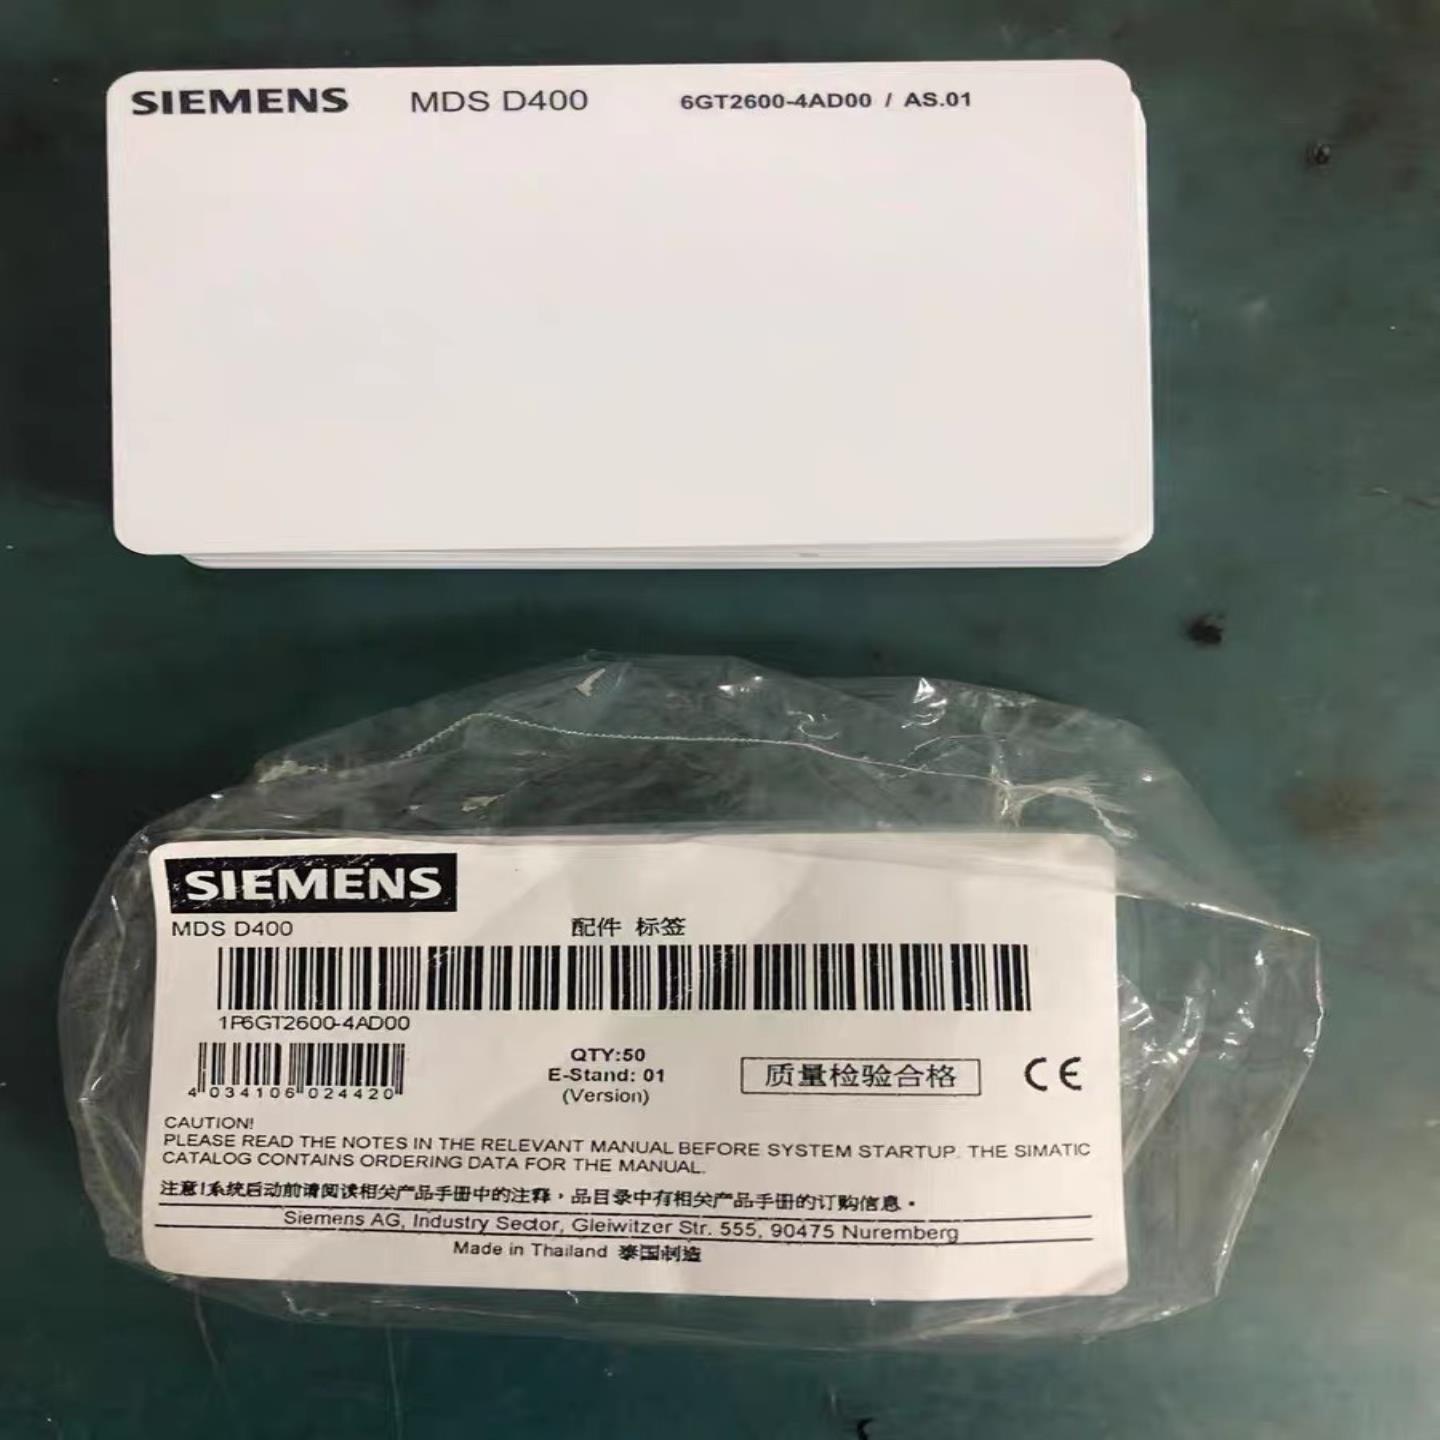 SIEMENS MDS D400 6GT2600-4AD00 / AS.01
SIEMENS
MDS D400 配件 标签
1P6GT2600-4AD00
QTY:50
E-Stand: 01
(Version)
4 034106 024420
质量检验合格 CE
CAUTION!
PLEASE READ THE NOTES IN THE RELEVANT MANUAL BEFORE SYSTEM STARTUP. THE SIMATIC
CATALOG CONTAINS ORDERING DATA FOR THE MANUAL.
注意!系统启动前请阅读相关产品手册中的注释，品目录中有相关产品手册的订购信息。
Siemens AG, Industry Sector, Gleiwitzer Str. 555, 90475 Nuremberg
Made in Thailand 泰国制造